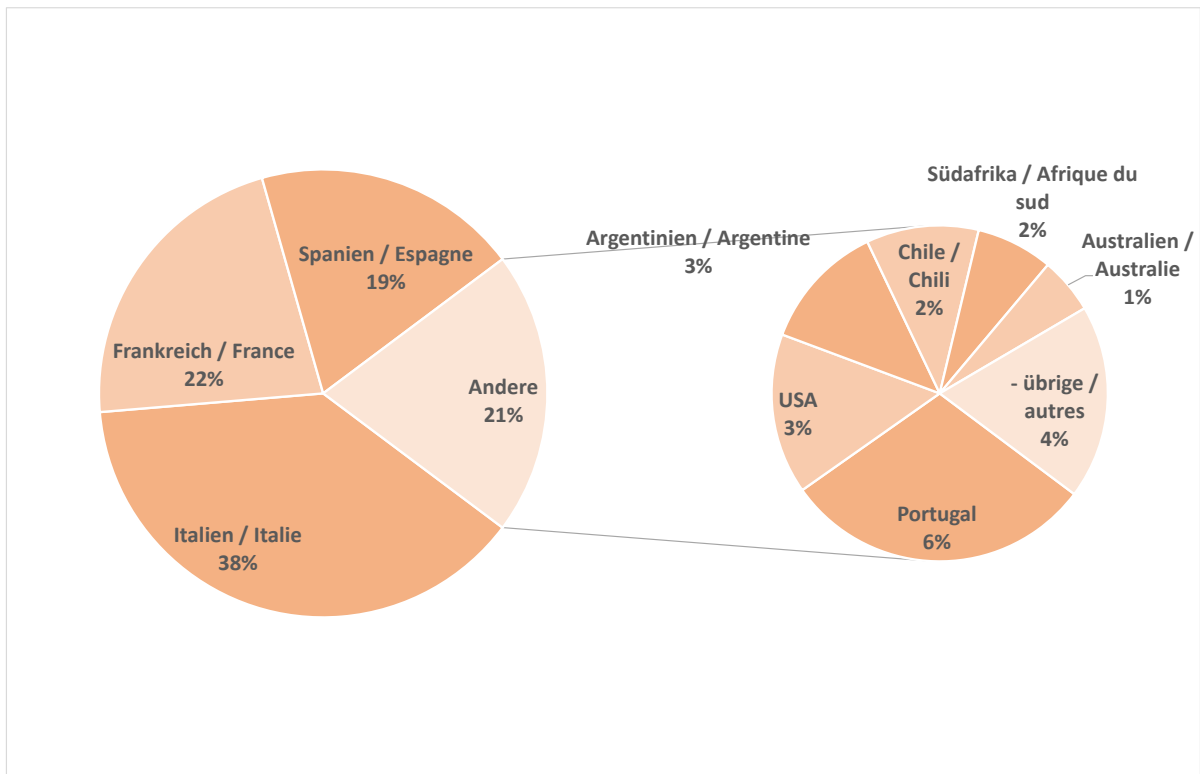 Spanien / Espagne
19%
Frankreich / France
22%
Italien / Italie
38%
Andere
21%
Argentinien / Argentine
3%
Chile /
Chili
2%
Südafrika / Afrique du
sud
2%
Australien /
Australie
1%
- übrige /
autres
4%
USA
3%
Portugal
6%